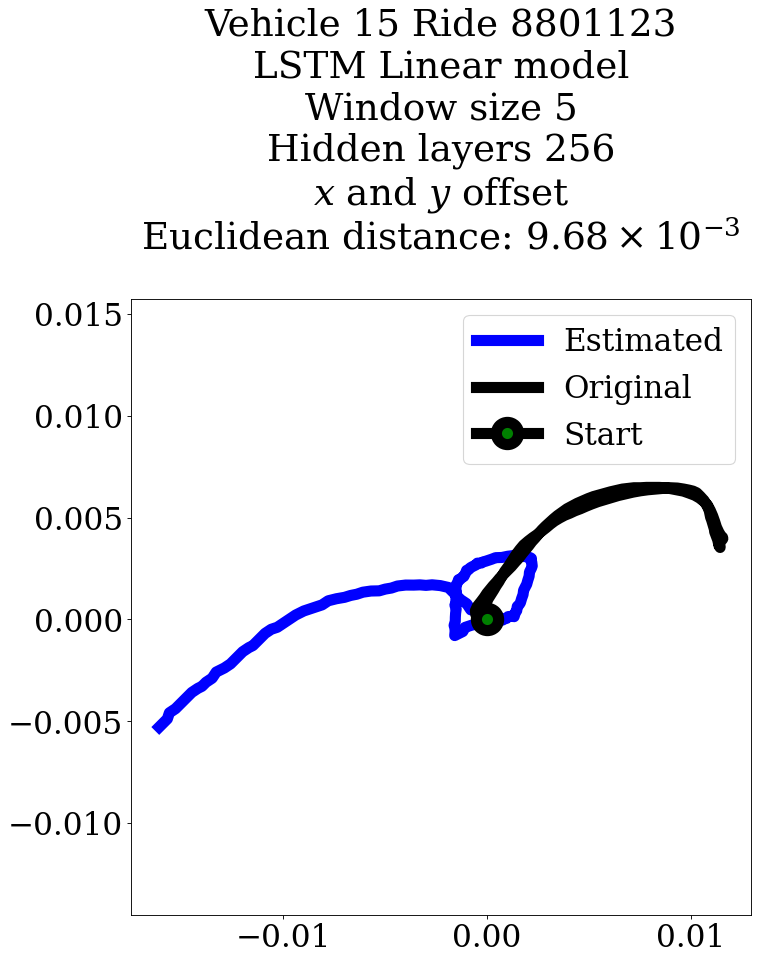 Vehicle 15 Ride 8801123
LSTM Linear model
Window size 5
Hidden layers 256
x and y offset
Euclidean distance: 9.68 × 10⁻³
0.015
0.010
0.005
0.000
−0.005
−0.010
Estimated
Original
Start
−0.01 0.00 0.01